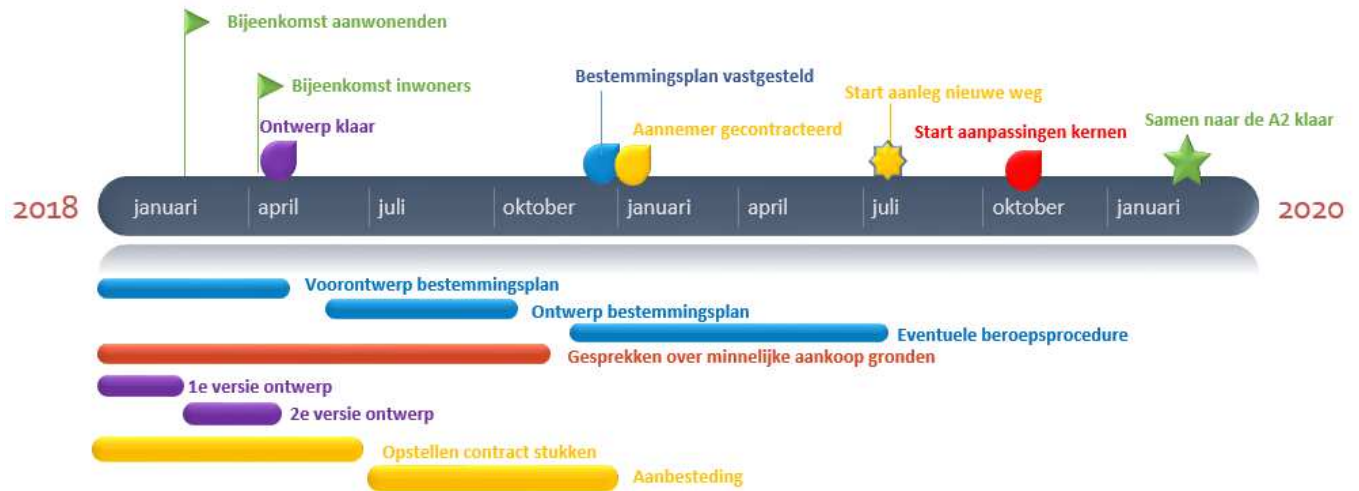 Bijeenkomst aanwonenden
Bijeenkomst inwoners
Bestemmingsplan vastgesteld
Start aanleg nieuwe weg
Ontwerp klaar
Aannemer gecontracteerd
Start aanpassingen kernen
Samen naar de A2 klaar
2018 januari april juli oktober januari april juli oktober januari 2020
Voorontwerp bestemmingsplan
Ontwerp bestemmingsplan
Eventuele beroepsprocedure
Gesprekken over minnelijke aankoop gronden
1e versie ontwerp
2e versie ontwerp
Opstellen contract stukken
Aanbesteding